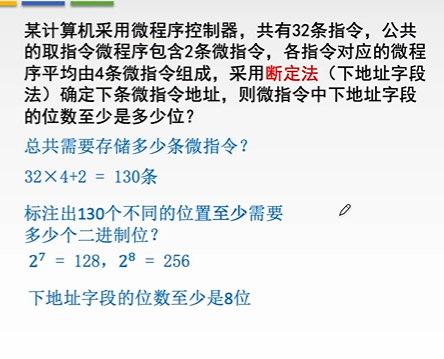 某计算机采用微程序控制器，共有32条指令，公共
的取指令微程序包含2条微指令，各指令对应的微程
序平均由4条微指令组成，采用断定法（下地址字段
法）确定下条微指令地址，则微指令中下地址字段
的位数至少是多少位？
总共需要存储多少条微指令？
32×4+2 = 130条
标注出130个不同的位置至少需要
多少个二进制位？
2⁷ = 128，2⁸ = 256
下地址字段的位数至少是8位